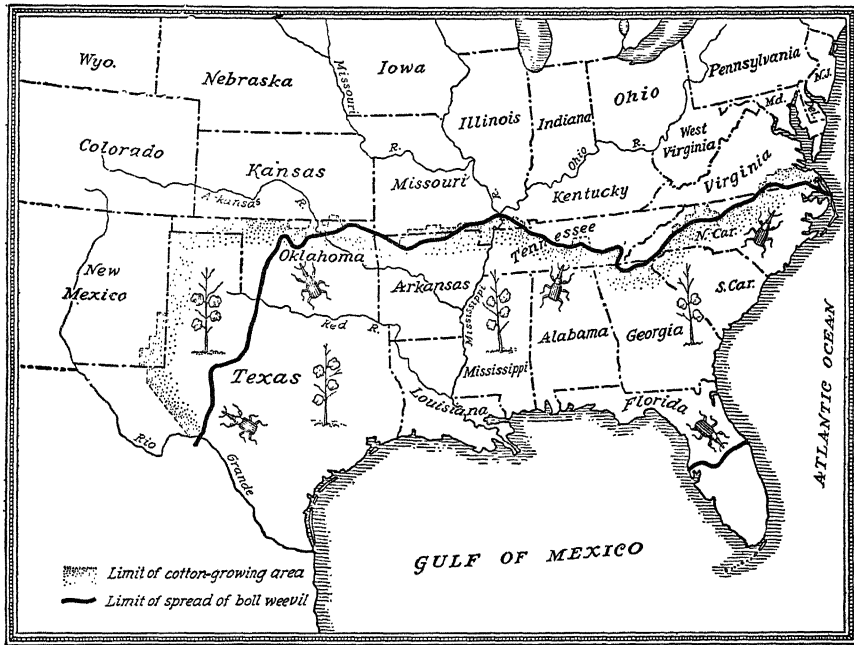 Wyo.
Nebraska
Iowa
Missouri
Illinois
Indiana
Ohio
Pennsylvania
N.J.
Md.
Del.
West
Virginia
Virginia
Colorado
Kansas
Arkansas
R.
Missouri
R.
R.
Ohio
R.
Kentucky
Tennessee
N. Car.
S. Car.
New
Mexico
Oklahoma
Arkansas
Mississippi
Red
R.
Texas
Louisiana
Mississippi
Alabama
Georgia
Florida
Rio
Grande
ATLANTIC OCEAN
GULF OF MEXICO
Limit of cotton-growing area
Limit of spread of boll weevil